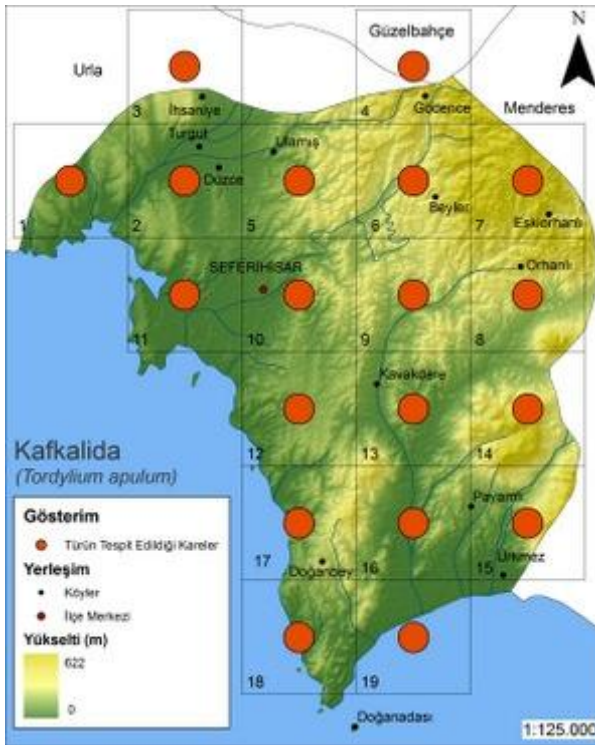 Güzelbahçe
N
Urla
3
4
İhsaniye
Gödence
Menderes
Turgut
Ulamış
Düzce
Beyler
Eskiorhanlı
1
2
5
6
7
SEFERİHİSAR
Orhanlı
11
10
9
8
Kavakdere
Kafkalida
(Tordylium apulum)
12
13
14
Payamlı
Gösterim
Türün Tespit Edildiği Kareler
Yerleşim
Köyler
İlçe Merkezi
Yükselti (m)
622
0
Doğanbey
Ürkmez
17
16
15
18
19
Doğanadası
1:125.000